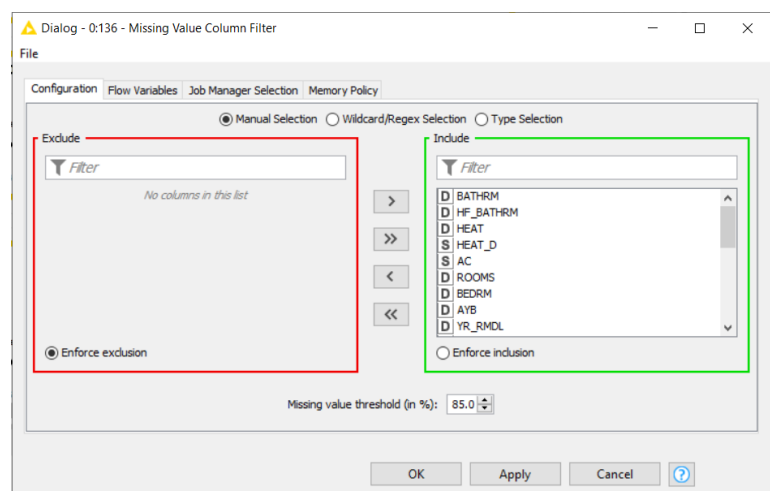 Dialog - 0:136 - Missing Value Column Filter
File
Configuration Flow Variables Job Manager Selection Memory Policy
Manual Selection Wildcard/Regex Selection Type Selection
Exclude
Filter
No columns in this list
Enforce exclusion
>
>>
<
<<
Include
Filter
D BATHRM
D HF_BATHRM
D HEAT
S HEAT_D
S AC
D ROOMS
D BEDRM
D AYB
D YR_RMDL
Enforce inclusion
Missing value threshold (in %): 85.0
OK Apply Cancel ?